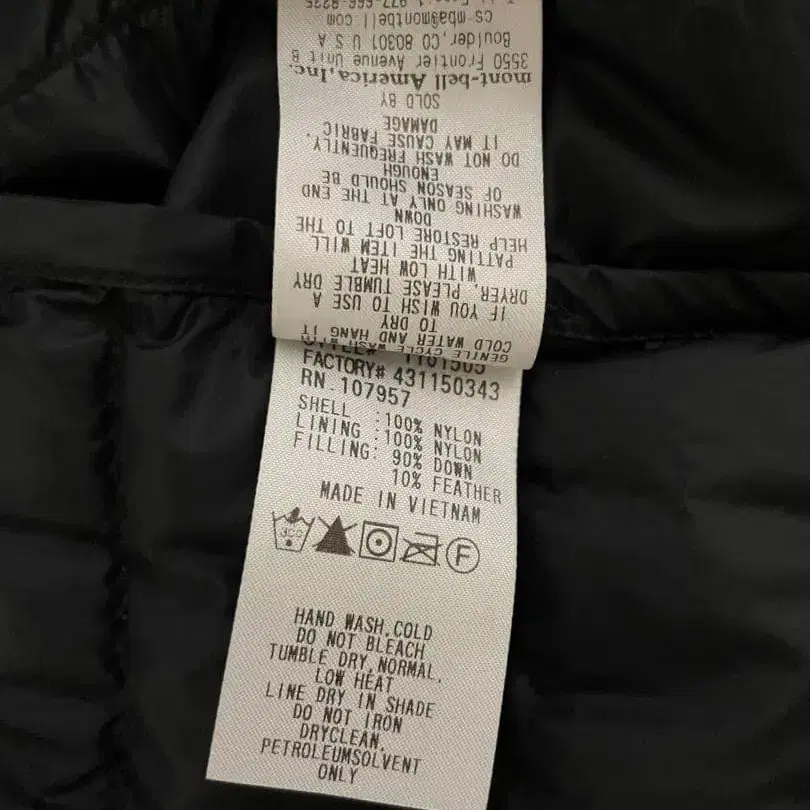 GENTLE CYCLE WASH
COLD WATER AND HANG IT
TO DRY
IF YOU WISH TO USE A
DRYER, PLEASE TUMBLE DRY
WITH LOW HEAT
PATTING THE ITEM WILL
HELP RESTORE LOFT TO THE
DOWN
WASHING ONLY AT THE END
OF SEASON SHOULD BE
ENOUGH
DO NOT WASH FREQUENTLY.
IT MAY CAUSE FABRIC
DAMAGE
SOLD BY
mont-bell America,Inc.
3550 Frontier Avenue Unit B
Boulder,CO 80301 U S A
cs-mba@montbell.com
FACTORY# 431150343
RN.107957
SHELL :100% NYLON
LINING :100% NYLON
FILLING: 90% DOWN
10% FEATHER
MADE IN VIETNAM
30C F
HAND WASH,COLD
DO NOT BLEACH
TUMBLE DRY,NORMAL.
LOW HEAT
LINE DRY IN SHADE
DO NOT IRON
DRYCLEAN,
PETROLEUMSOLVENT
ONLY